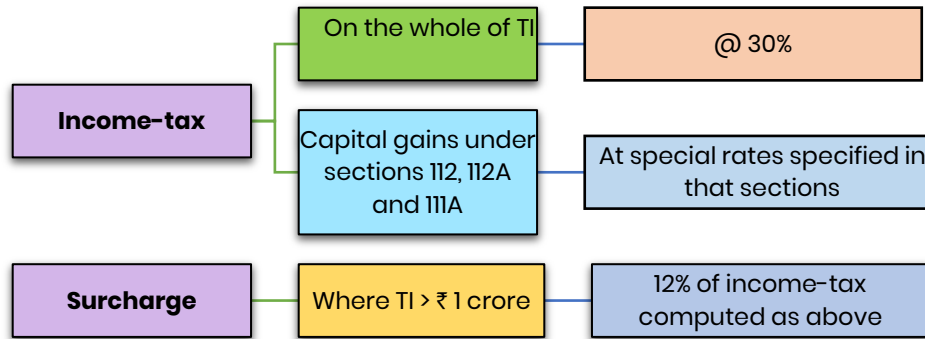 Income-tax
On the whole of TI
@ 30%
Capital gains under
sections 112, 112A
and 111A
At special rates specified in
that sections
Surcharge
Where TI > ₹ 1 crore
12% of income-tax
computed as above